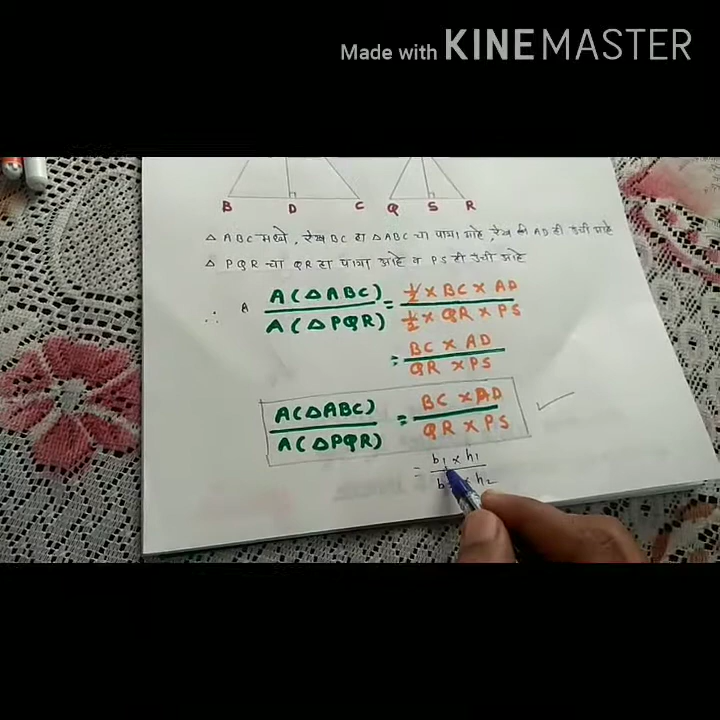 Made with KINEMASTER
B D C Q S R
△ ABC मध्ये, रेख BC हा △ ABC चा पाया आहे, रेख AD ही उंची आहे
△ PQR चा QR हा पाया आहे व PS ही उंची आहे
∴ A A(△ABC)/A(△PQR) = ½ × BC × AD/½ × QR × PS
= BC × AD/QR × PS
A(△ABC)/A(△PQR) = BC × AD/QR × PS
= b₁ × h₁/b₂ × h₂